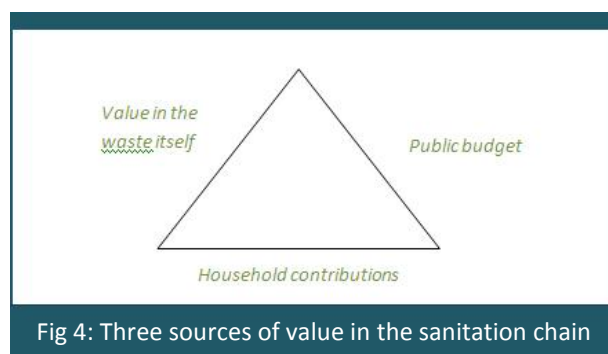 Value in the
waste itself
Public budget
Household contributions
Fig 4: Three sources of value in the sanitation chain